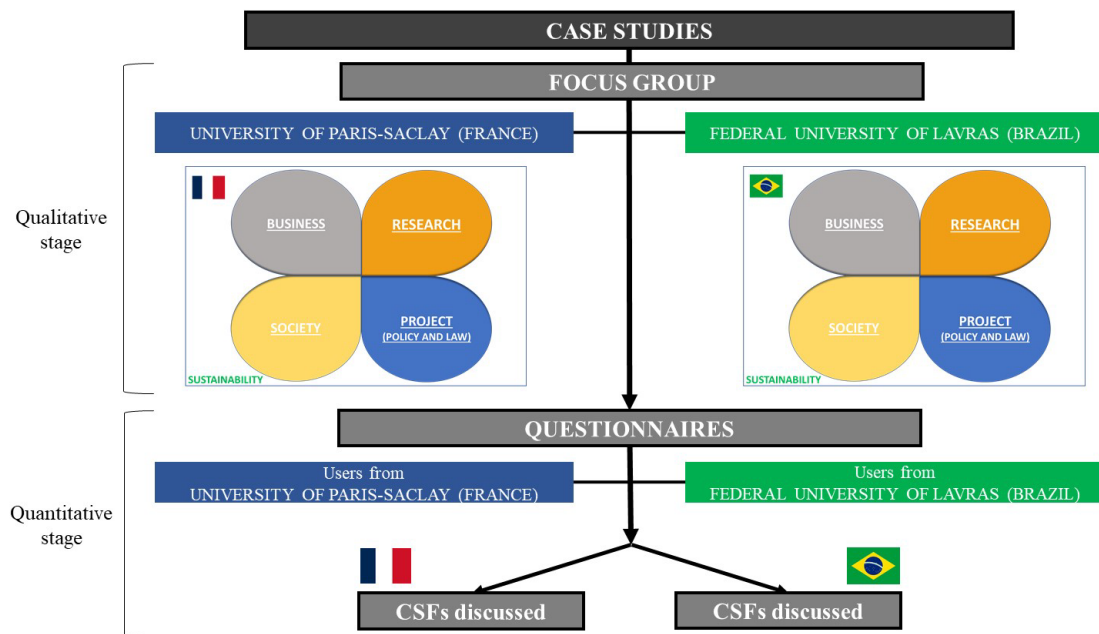 CASE STUDIES
FOCUS GROUP
UNIVERSITY OF PARIS-SACLAY (FRANCE)
FEDERAL UNIVERSITY OF LAVRAS (BRAZIL)
Qualitative
stage
BUSINESS
RESEARCH
SOCIETY
PROJECT
(POLICY AND LAW)
SUSTAINABILITY
BUSINESS
RESEARCH
SOCIETY
PROJECT
(POLICY AND LAW)
SUSTAINABILITY
QUESTIONNAIRES
Users from
UNIVERSITY OF PARIS-SACLAY (FRANCE)
Users from
FEDERAL UNIVERSITY OF LAVRAS (BRAZIL)
Quantitative
stage
CSFs discussed
CSFs discussed